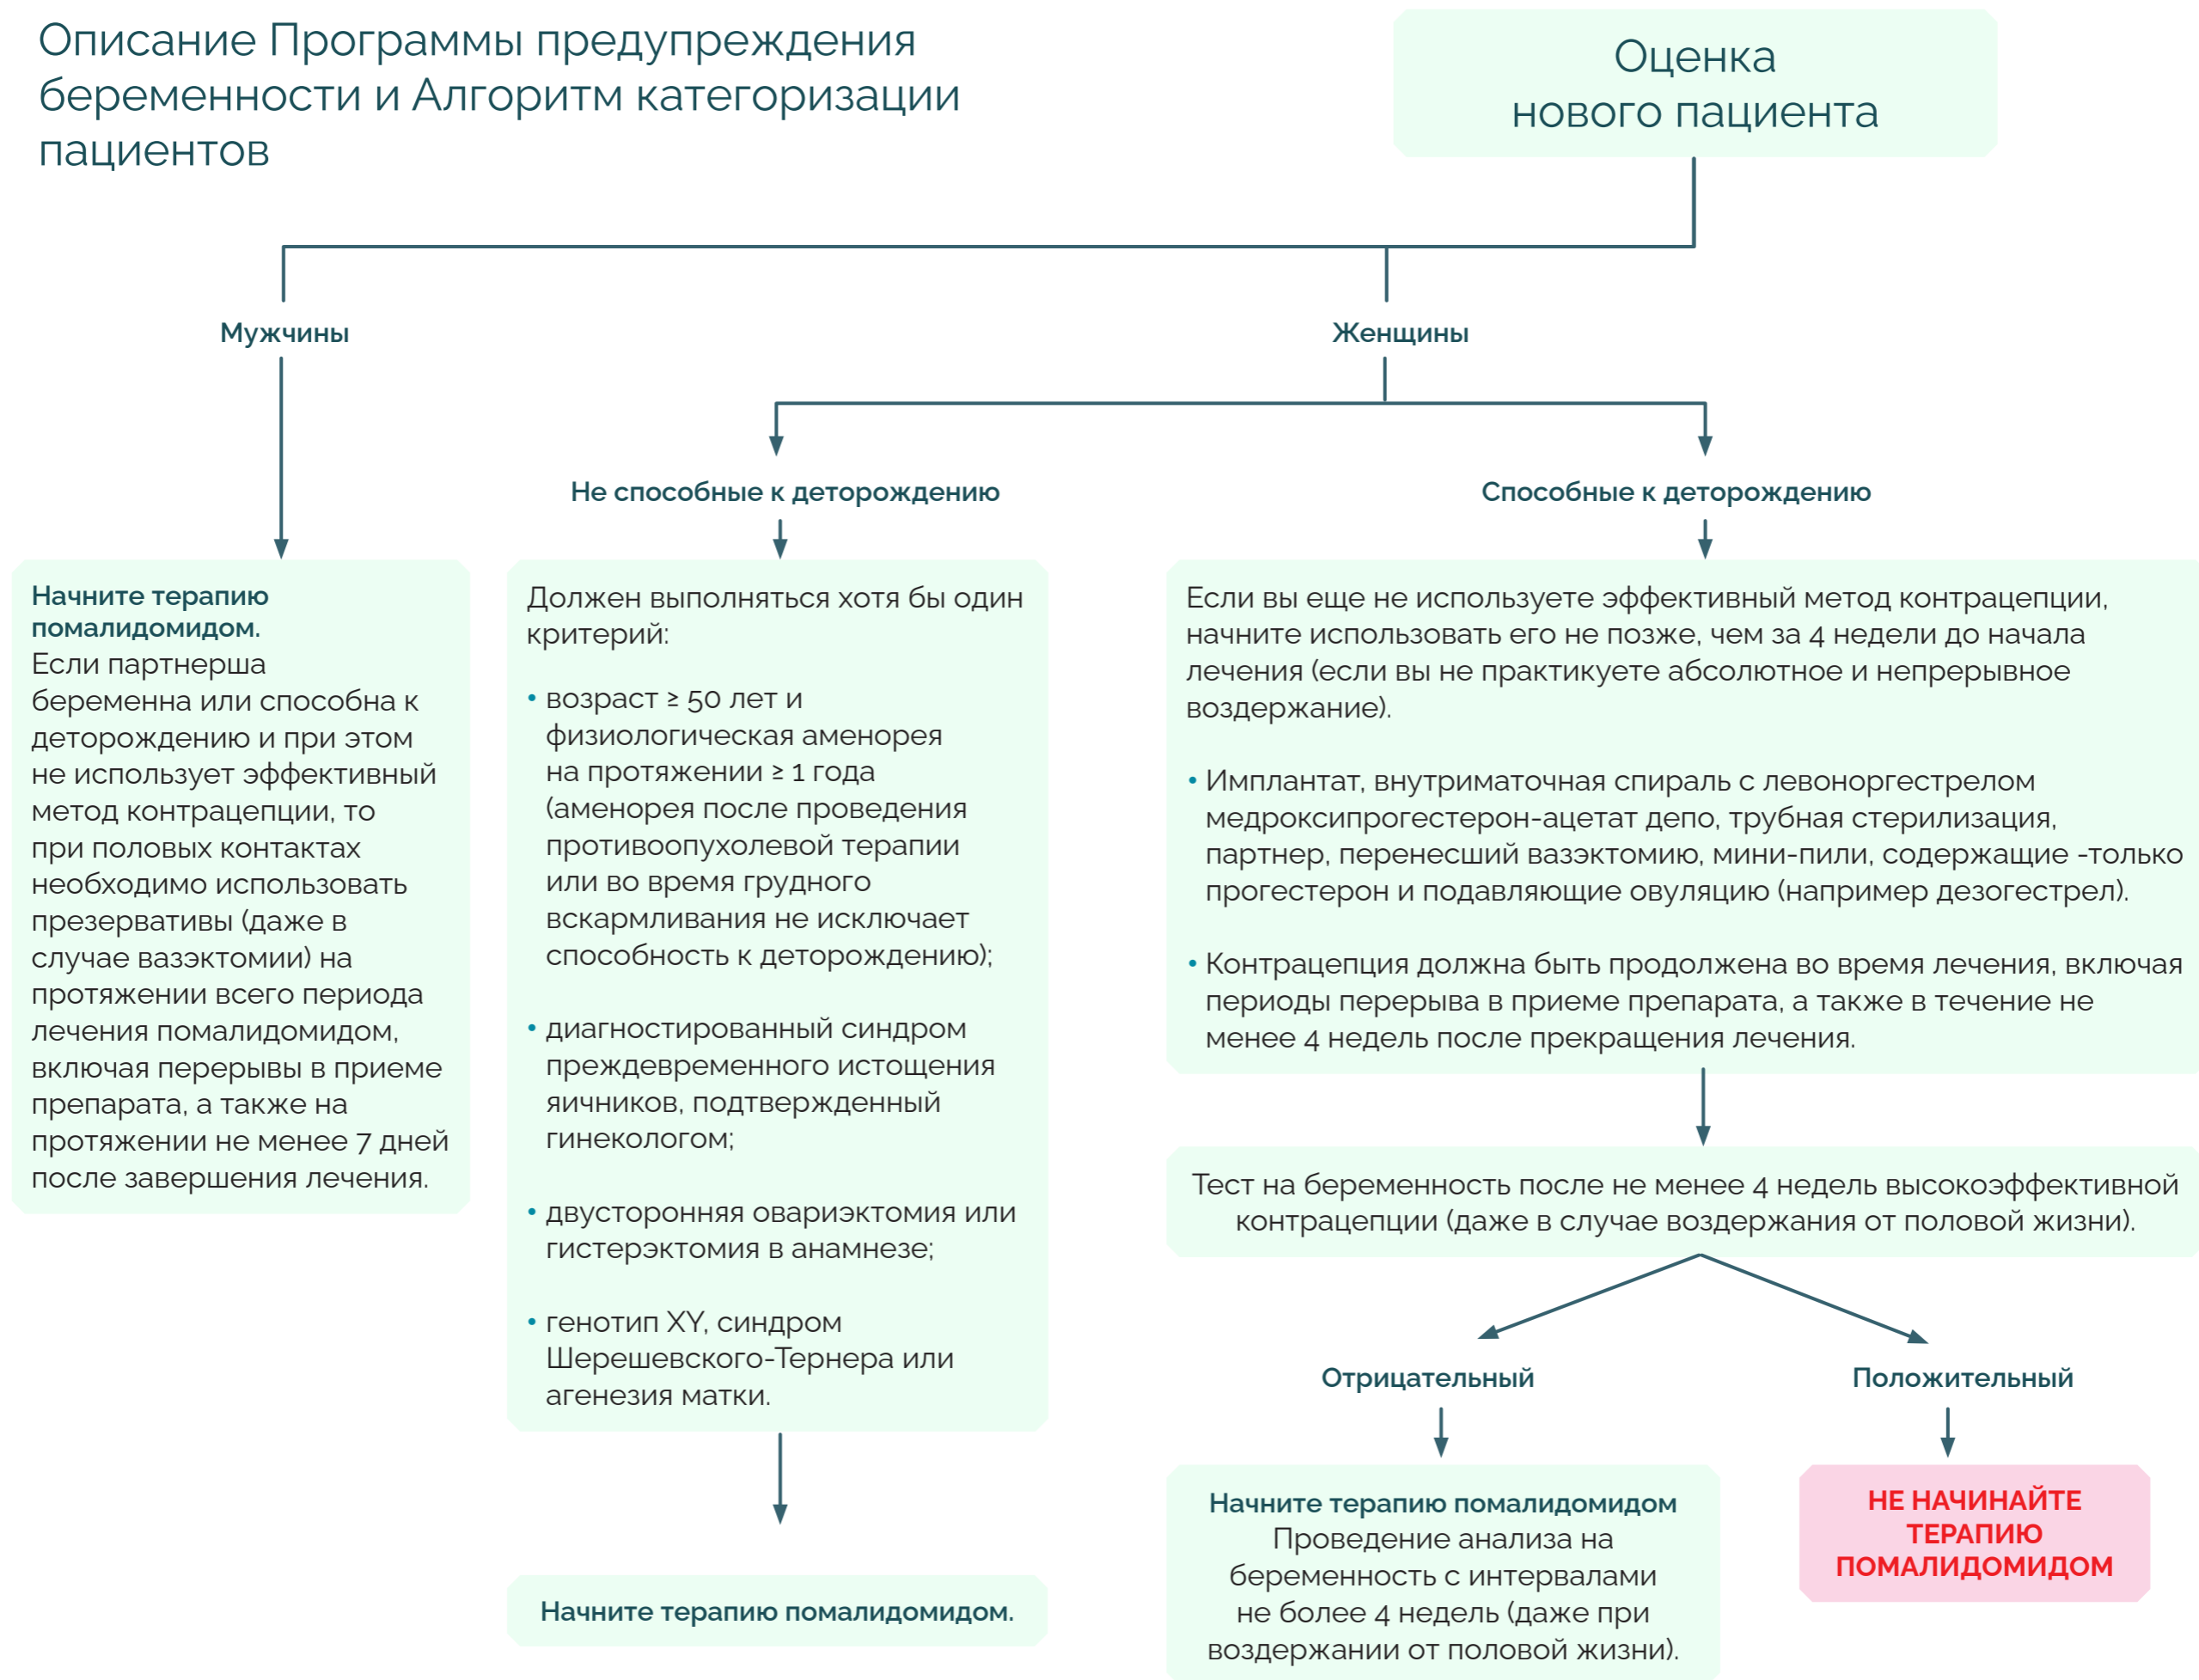 Описание Программы предупреждения
беременности и Алгоритм категоризации
пациентов
Оценка
нового пациента
Мужчины
Женщины
Не способные к деторождению
Способные к деторождению
Начните терапию
помалидомидом.
Если партнерша
беременна или способна к
деторождению и при этом
не использует эффективный
метод контрацепции, то
при половых контактах
необходимо использовать
презервативы (даже в
случае вазэктомии) на
протяжении всего периода
лечения помалидомидом,
включая перерывы в приеме
препарата, а также на
протяжении не менее 7 дней
после завершения лечения.
Должен выполняться хотя бы один
критерий:
• возраст ≥ 50 лет и
физиологическая аменорея
на протяжении ≥ 1 года
(аменорея после проведения
противоопухолевой терапии
или во время грудного
вскармливания не исключает
способность к деторождению);
• диагностированный синдром
преждевременного истощения
яичников, подтвержденный
гинекологом;
• двусторонняя овариэктомия или
гистерэктомия в анамнезе;
• генотип XY, синдром
Шерешевского-Тернера или
агенезия матки.
Начните терапию помалидомидом.
Если вы еще не используете эффективный метод контрацепции,
начните использовать его не позже, чем за 4 недели до начала
лечения (если вы не практикуете абсолютное и непрерывное
воздержание).
• Имплантат, внутриматочная спираль с левоноргестрелом
медроксипрогестерон-ацетат депо, трубная стерилизация,
партнер, перенесший вазэктомию, мини-пили, содержащие -только
прогестерон и подавляющие овуляцию (например дезогестрел).
• Контрацепция должна быть продолжена во время лечения, включая
периоды перерыва в приеме препарата, а также в течение не
менее 4 недель после прекращения лечения.
Тест на беременность после не менее 4 недель высокоэффективной
контрацепции (даже в случае воздержания от половой жизни).
Отрицательный
Положительный
Начните терапию помалидомидом
Проведение анализа на
беременность с интервалами
не более 4 недель (даже при
воздержании от половой жизни).
НЕ НАЧИНАЙТЕ
ТЕРАПИЮ
ПОМАЛИДОМИДОМ